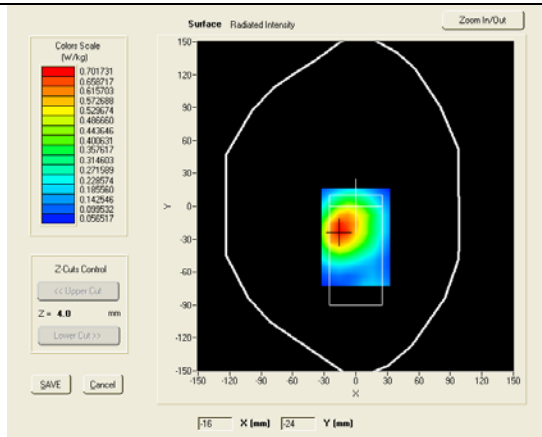 Surface Radiated Intensity
Zoom In/Out
Colors Scale
(W/kg)
0.701731
0.658717
0.615703
0.572688
0.529674
0.486660
0.443646
0.400631
0.357617
0.314603
0.271589
0.228574
0.185560
0.142546
0.099532
0.056517
Z-Cuts Control
<< Upper Cut
Z = 4.0 mm
Lower Cut >>
SAVE Cancel
150
120
90
60
30
0
-30
-60
-90
-120
-150
Y
-150 -120 -90 -60 -30 0 30 60 90 120 150
X
-16 X (mm) -24 Y (mm)